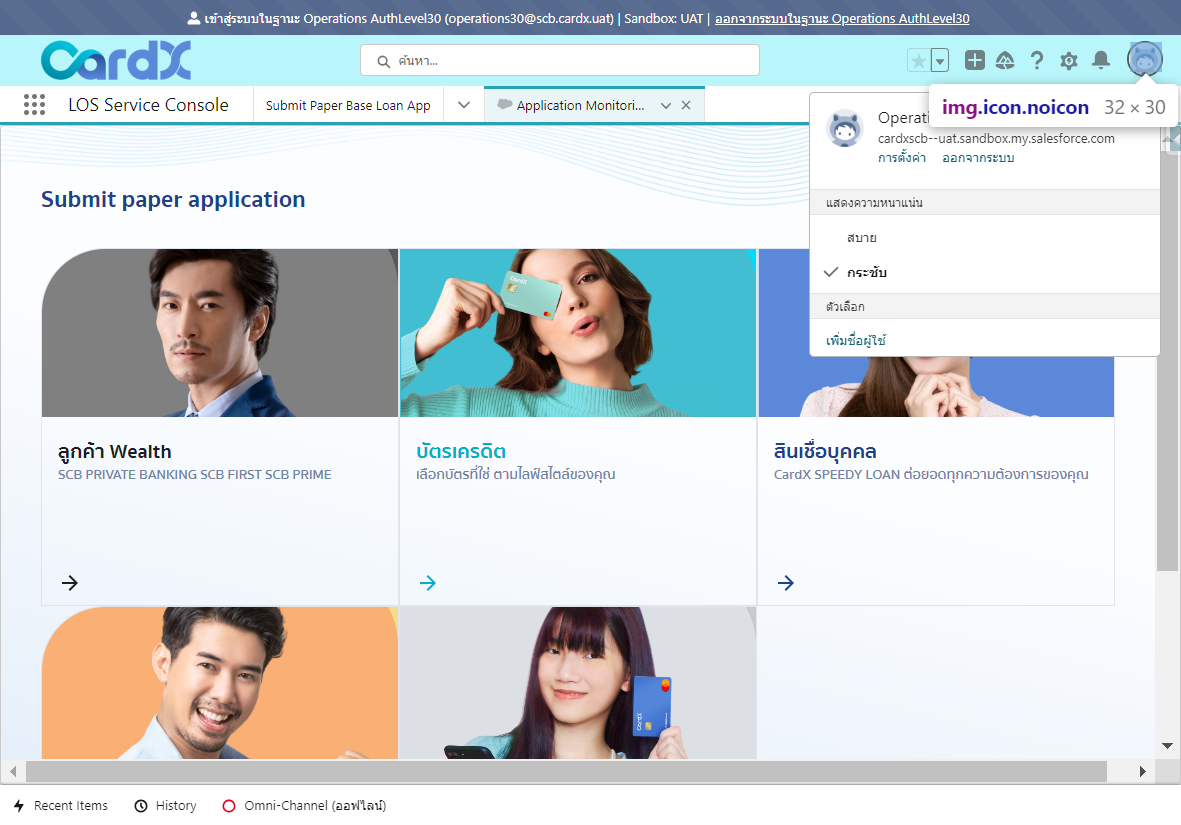 เข้าสู่ระบบในฐานะ Operations AuthLevel30 (operations30@scb.cardx.uat) | Sandbox: UAT | ออกจากระบบในฐานะ Operations AuthLevel30
CardX
ค้นหา...
LOS Service Console
Submit Paper Base Loan App
Application Monitori...
img.icon.noicon 32 × 30
Operati
cardxscb--uat.sandbox.my.salesforce.com
การตั้งค่า ออกจากระบบ
แสดงความหนาแน่น
สบาย
กระชับ
ตัวเลือก
เพิ่มชื่อผู้ใช้
Submit paper application
CardX
ลูกค้า Wealth
SCB PRIVATE BANKING SCB FIRST SCB PRIME
บัตรเครดิต
เลือกบัตรที่ใช่ ตามไลฟ์สไตล์ของคุณ
สินเชื่อบุคคล
CardX SPEEDY LOAN ต่อยอดทุกความต้องการของคุณ
CardX
Recent Items
History
Omni-Channel (ออฟไลน์)